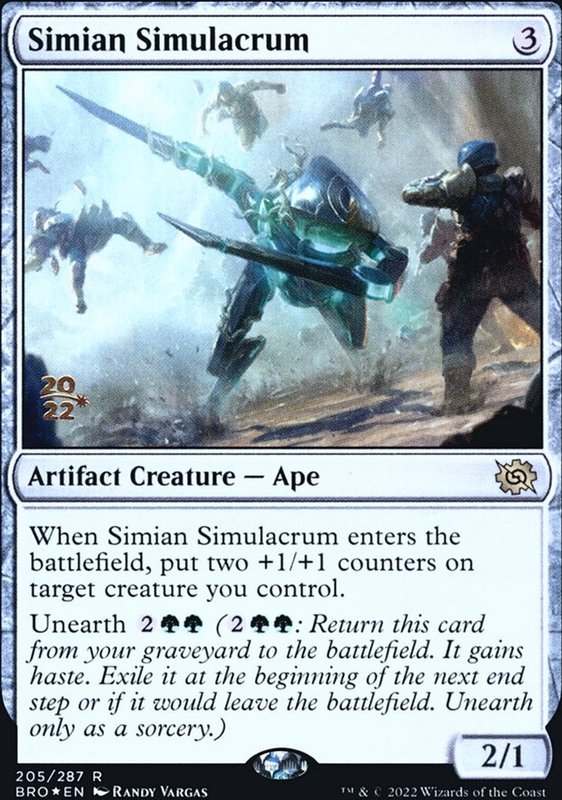 Simian Simulacrum 3
20
22
Artifact Creature — Ape
When Simian Simulacrum enters the
battlefield, put two +1/+1 counters on
target creature you control.
Unearth 2 (2: Return this card
from your graveyard to the battlefield. It gains
haste. Exile it at the beginning of the next end
step or if it would leave the battlefield. Unearth
only as a sorcery.)
2/1
205/287 R
BRO★EN Randy Vargas
™ & © 2022 Wizards of the Coast